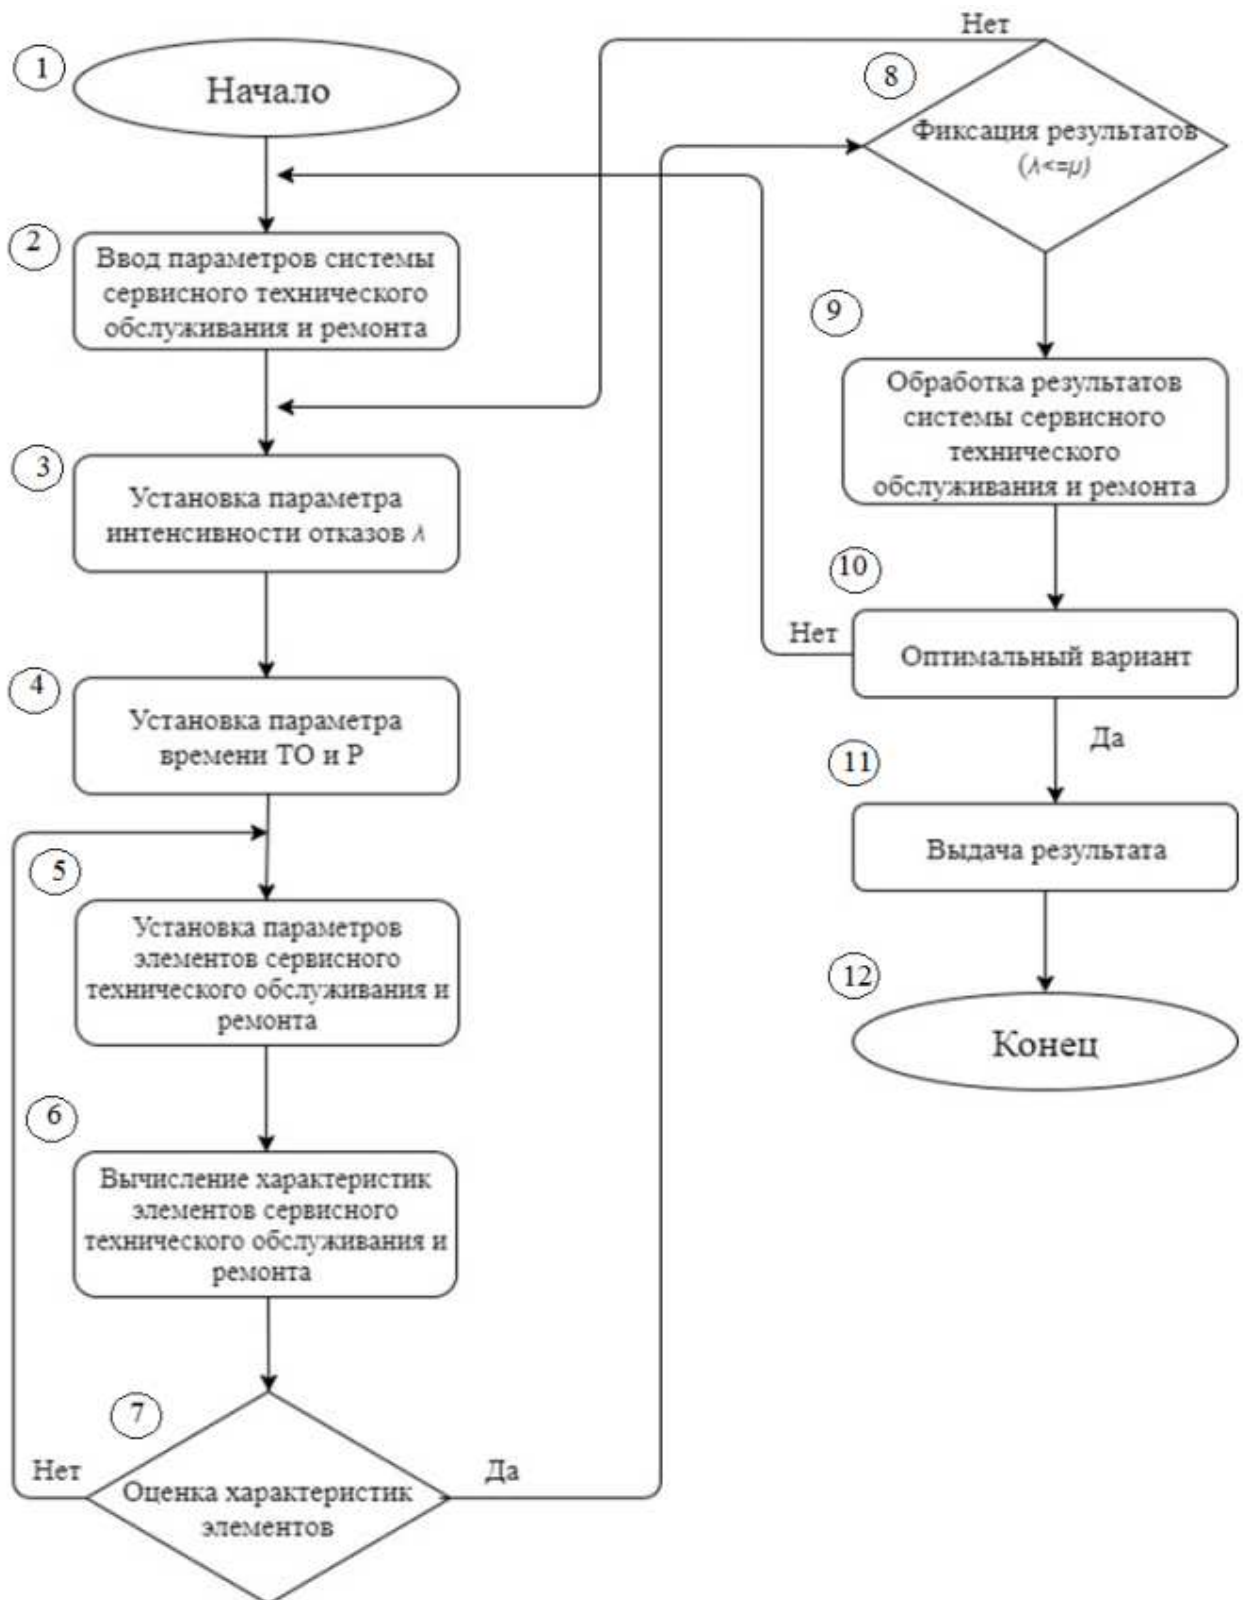 1
Начало
2
Ввод параметров системы
сервисного технического
обслуживания и ремонта
3
Установка параметра
интенсивности отказов λ
4
Установка параметра
времени ТО и Р
5
Установка параметров
элементов сервисного
технического обслуживания и
ремонта
6
Вычисление характеристик
элементов сервисного
технического обслуживания и
ремонта
7
Нет
Да
Оценка характеристик
элементов
Нет
8
Фиксация результатов
(λ<=μ)
9
Обработка результатов
системы сервисного
технического
обслуживания и ремонта
10
Нет
Оптимальный вариант
Да
11
Выдача результата
12
Конец